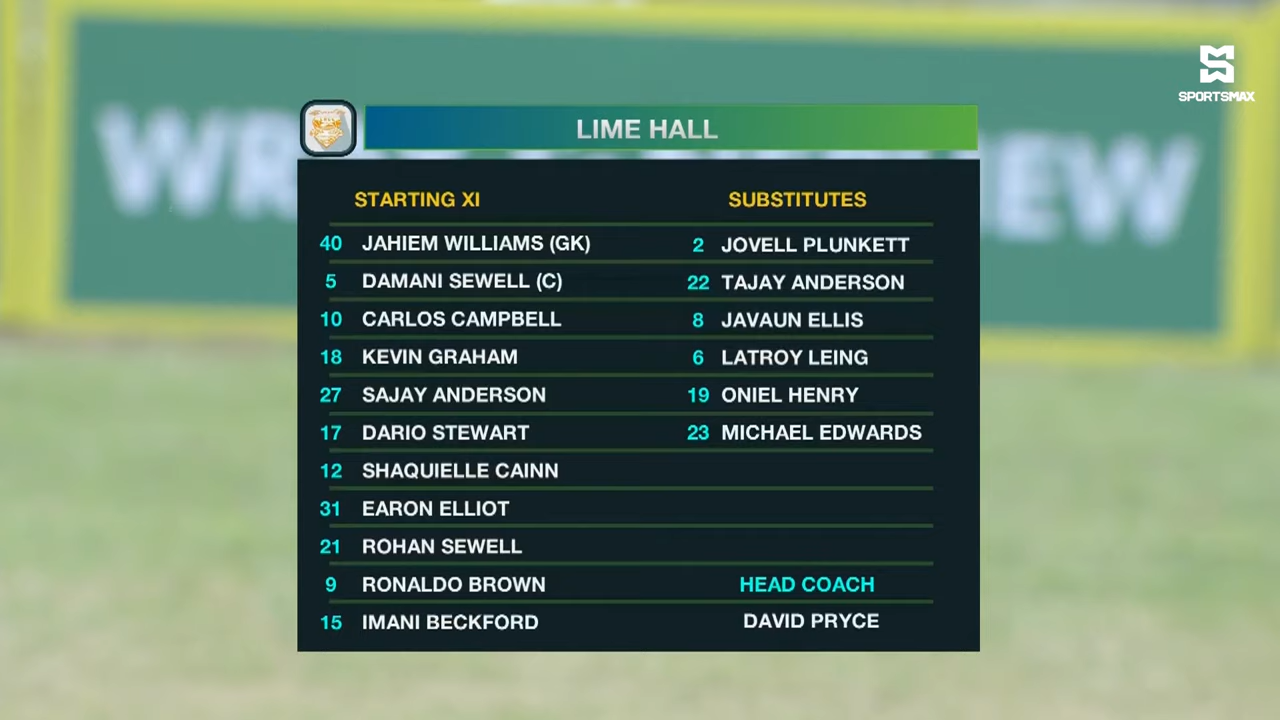 SPORTSMAX
LIME HALL
STARTING XI
40 JAHIEM WILLIAMS (GK)
5 DAMANI SEWELL (C)
10 CARLOS CAMPBELL
18 KEVIN GRAHAM
27 SAJAY ANDERSON
17 DARIO STEWART
12 SHAQUIELLE CAINN
31 EARON ELLIOT
21 ROHAN SEWELL
9 RONALDO BROWN
15 IMANI BECKFORD
SUBSTITUTES
2 JOVELL PLUNKETT
22 TAJAY ANDERSON
8 JAVAUN ELLIS
6 LATROY LEING
19 ONIEL HENRY
23 MICHAEL EDWARDS
HEAD COACH
DAVID PRYCE